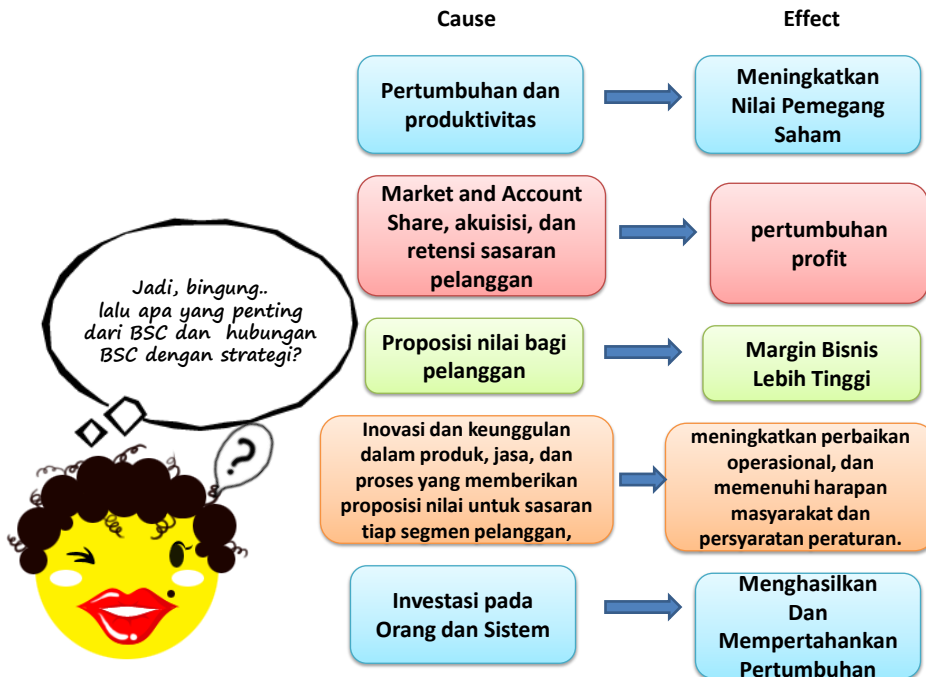 Cause
Effect
Pertumbuhan dan
produktivitas
Meningkatkan
Nilai Pemegang
Saham
Market and Account
Share, akuisisi, dan
retensi sasaran
pelanggan
pertumbuhan
profit
Jadi, bingung..
lalu apa yang penting
dari BSC dan hubungan
BSC dengan strategi?
Proposisi nilai bagi
pelanggan
Margin Bisnis
Lebih Tinggi
?
Inovasi dan keunggulan
dalam produk, jasa, dan
proses yang memberikan
proposisi nilai untuk sasaran
tiap segmen pelanggan,
meningkatkan perbaikan
operasional, dan
memenuhi harapan
masyarakat dan
persyaratan peraturan.
Investasi pada
Orang dan Sistem
Menghasilkan
Dan
Mempertahankan
Pertumbuhan